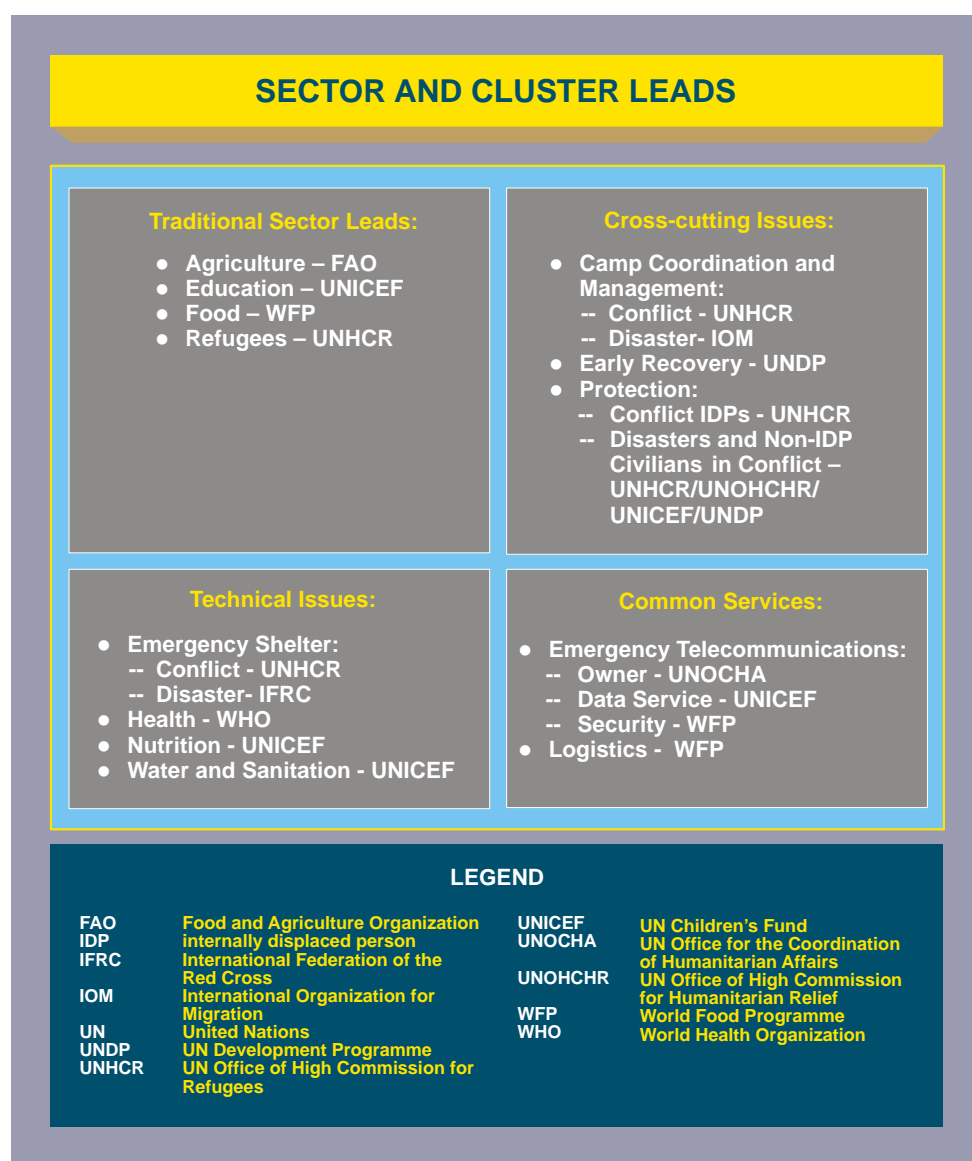 SECTOR AND CLUSTER LEADS
Traditional Sector Leads:
● Agriculture – FAO
● Education – UNICEF
● Food – WFP
● Refugees – UNHCR
Cross-cutting Issues:
● Camp Coordination and
Management:
-- Conflict - UNHCR
-- Disaster- IOM
● Early Recovery - UNDP
● Protection:
-- Conflict IDPs - UNHCR
-- Disasters and Non-IDP
Civilians in Conflict –
UNHCR/UNOHCHR/
UNICEF/UNDP
Technical Issues:
● Emergency Shelter:
-- Conflict - UNHCR
-- Disaster- IFRC
● Health - WHO
● Nutrition - UNICEF
● Water and Sanitation - UNICEF
Common Services:
● Emergency Telecommunications:
-- Owner - UNOCHA
-- Data Service - UNICEF
-- Security - WFP
● Logistics - WFP
LEGEND
FAO Food and Agriculture Organization
IDP internally displaced person
IFRC International Federation of the
Red Cross
IOM International Organization for
Migration
UN United Nations
UNDP UN Development Programme
UNHCR UN Office of High Commission for
Refugees
UNICEF UN Children’s Fund
UNOCHA UN Office for the Coordination
of Humanitarian Affairs
UNOHCHR UN Office of High Commission
for Humanitarian Relief
WFP World Food Programme
WHO World Health Organization